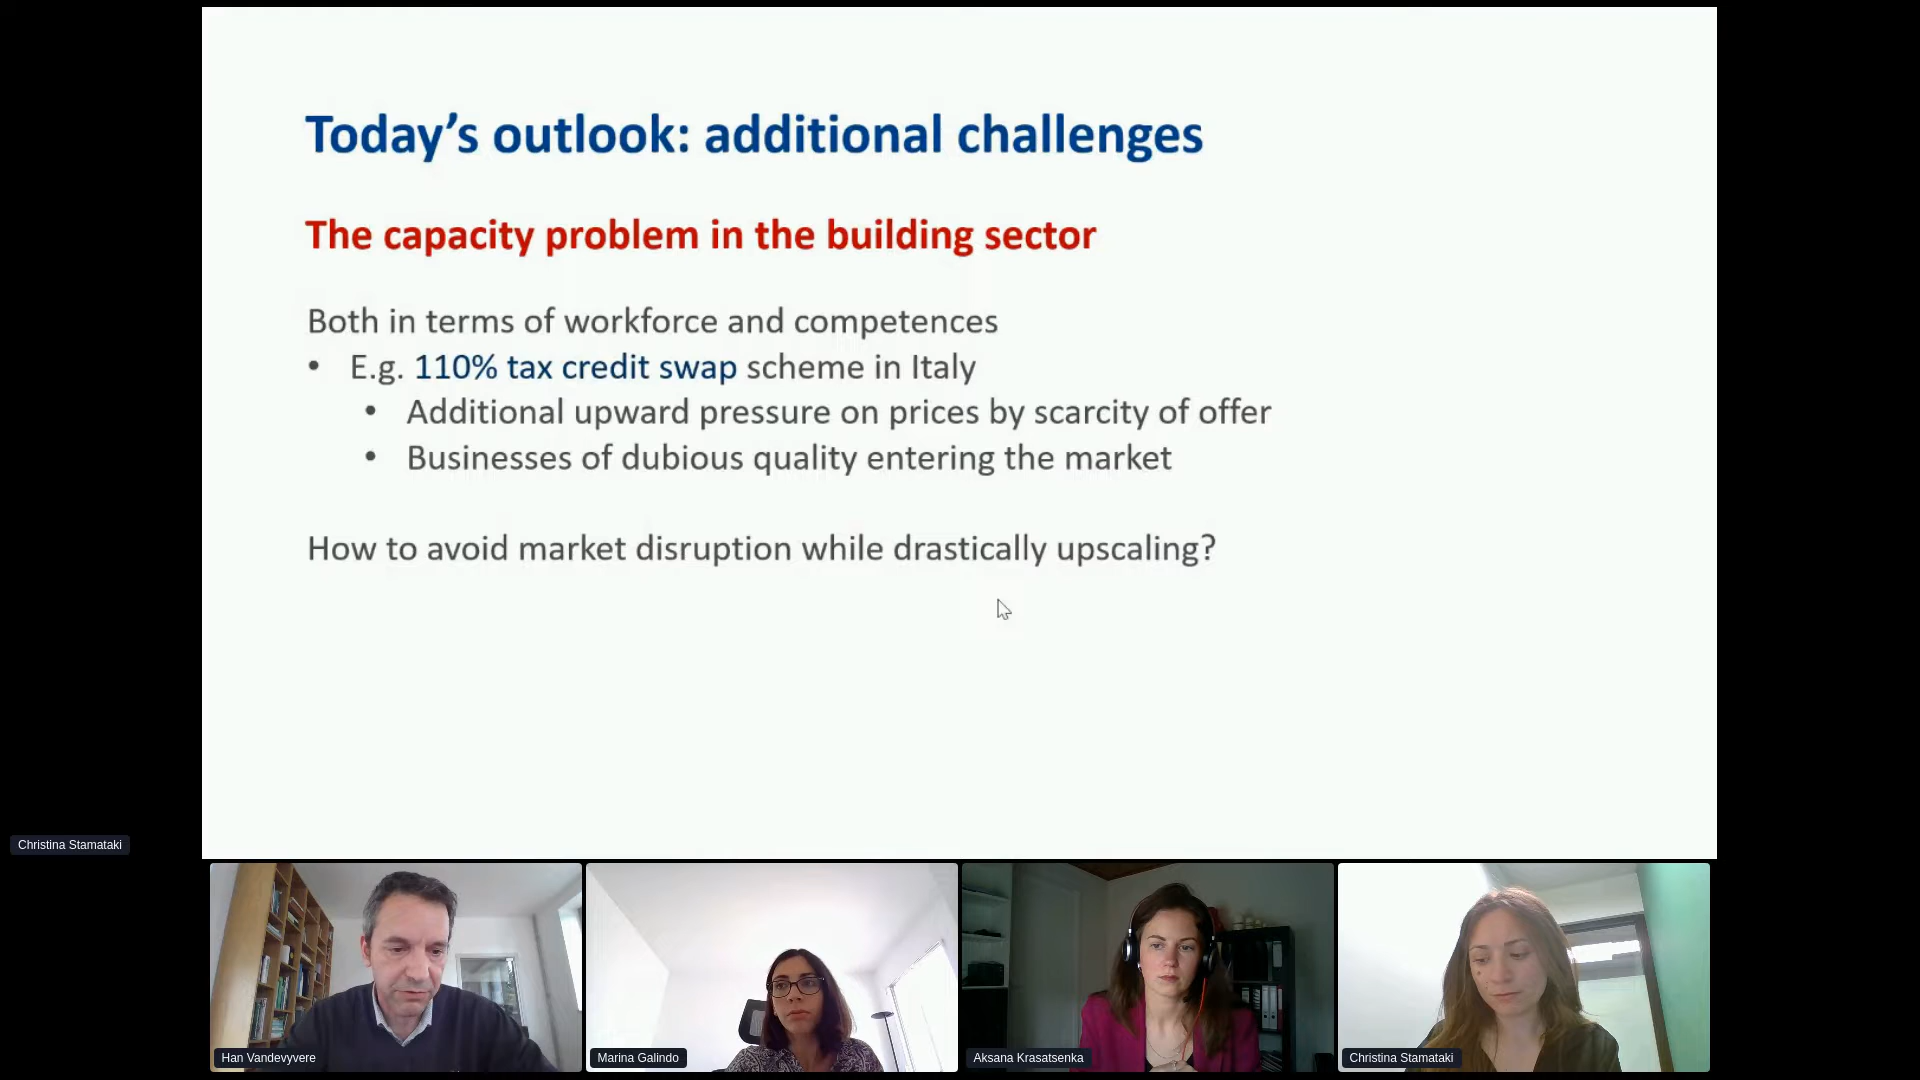 Today’s outlook: additional challenges
The capacity problem in the building sector
Both in terms of workforce and competences
• E.g. 110% tax credit swap scheme in Italy
• Additional upward pressure on prices by scarcity of offer
• Businesses of dubious quality entering the market
How to avoid market disruption while drastically upscaling?
Christina Stamataki
Han Vandevyvere
Marina Galindo
Aksana Krasatsenka
Christina Stamataki